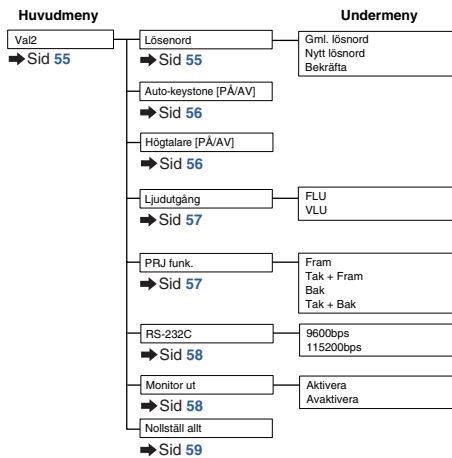 Huvudmeny
Undermeny
Val2
➡Sid 55
Lösenord
➡Sid 55
Gml. lösnord
Nytt lösnord
Bekräfta
Auto-keystone [PÅ/AV]
➡Sid 56
Högtalare [PÅ/AV]
➡Sid 56
Ljudutgång
➡Sid 57
FLU
VLU
PRJ funk.
➡Sid 57
Fram
Tak + Fram
Bak
Tak + Bak
RS-232C
➡Sid 58
9600bps
115200bps
Monitor ut
➡Sid 58
Aktivera
Avaktivera
Nollställ allt
➡Sid 59